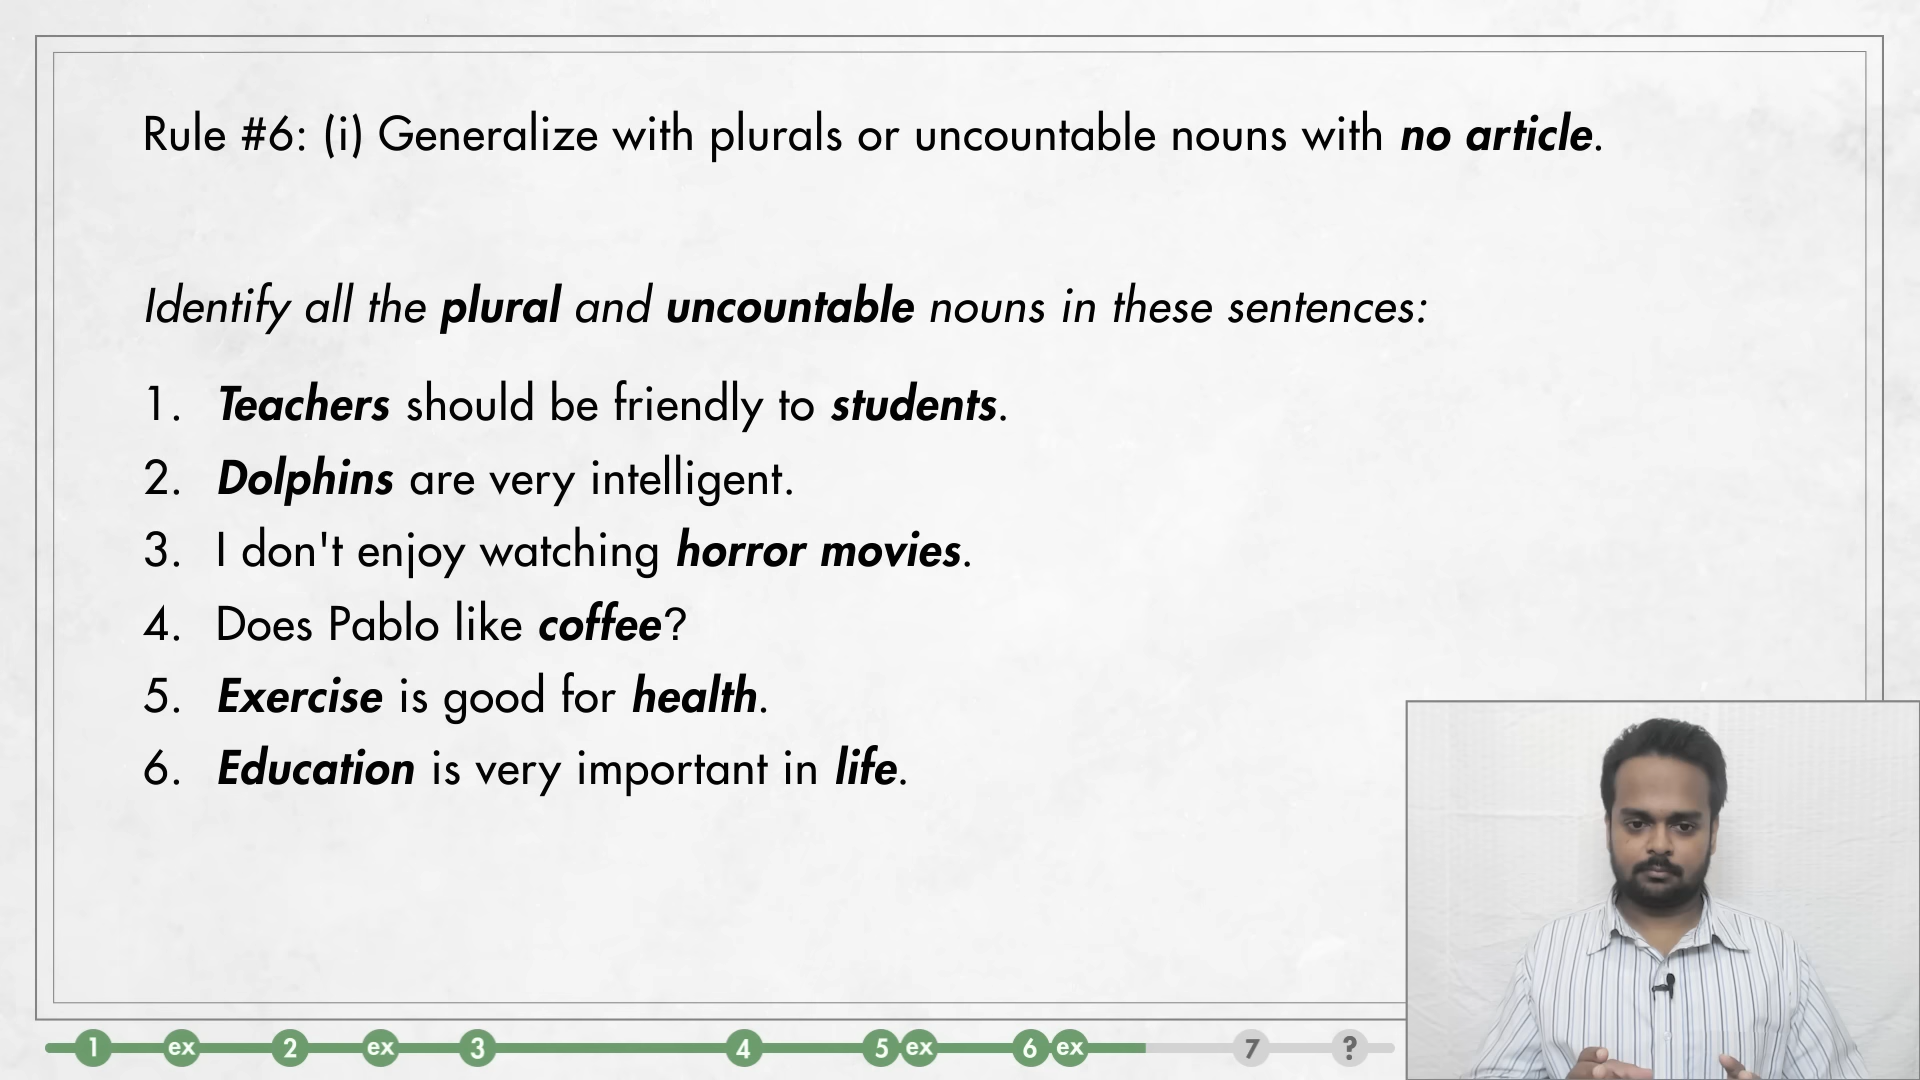 Rule #6: (i) Generalize with plurals or uncountable nouns with no article.
Identify all the plural and uncountable nouns in these sentences:
1. Teachers should be friendly to students.
2. Dolphins are very intelligent.
3. I don't enjoy watching horror movies.
4. Does Pablo like coffee?
5. Exercise is good for health.
6. Education is very important in life.
1 ex 2 ex 3 4 5 ex 6 ex 7 ?